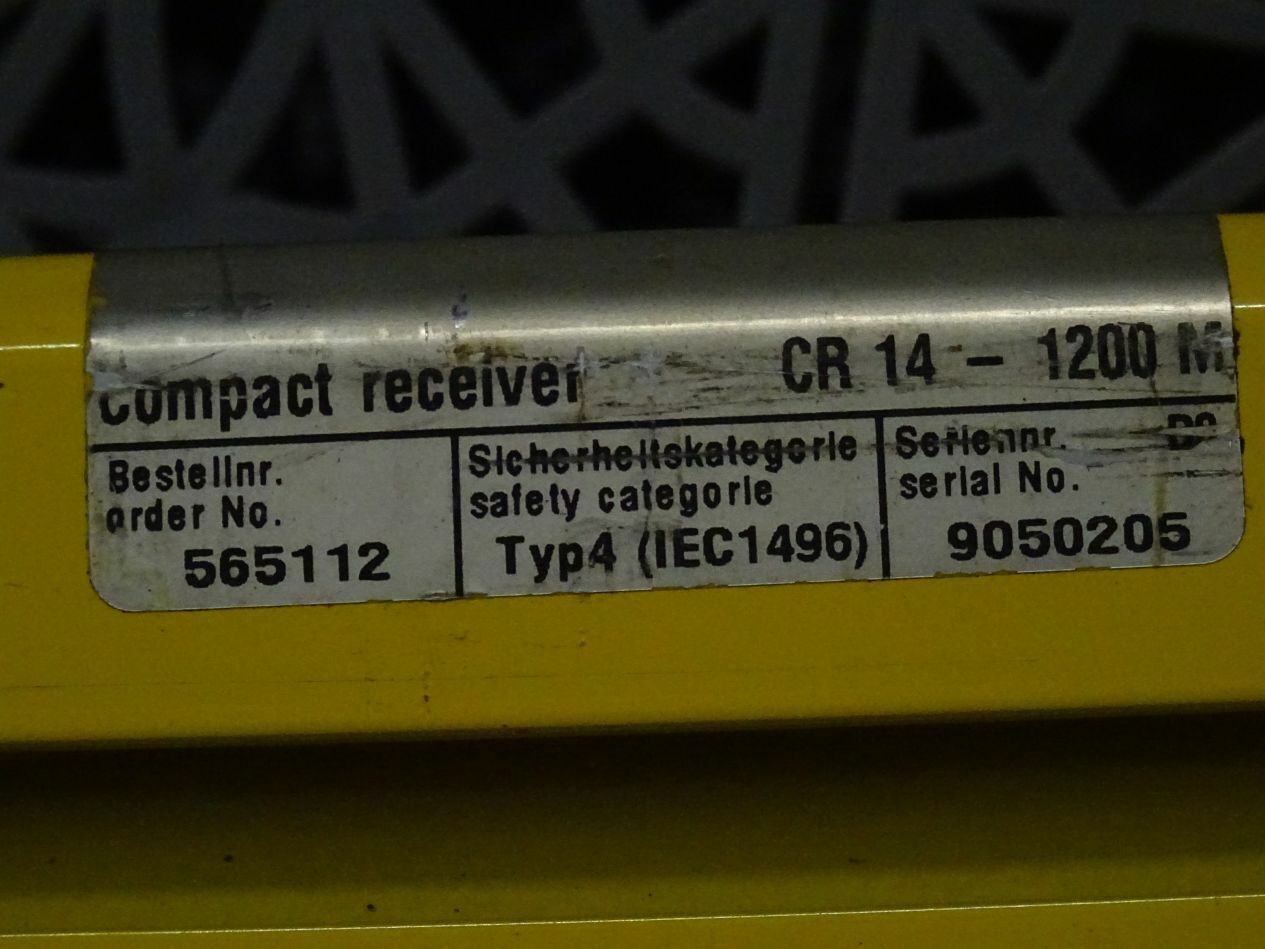 Compact receiver CR 14 - 1200 M
Bestellnr.
order No.
565112
Sicherheitskategorie
safety categorie
Typ4 (IEC1496)
Seriennr.
serial No.
9050205